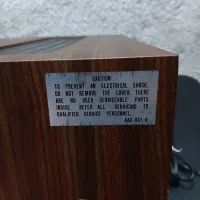 CAUTION
TO PREVENT AN ELECTRICAL SHOCK,
DO NOT REMOVE THE COVER. THERE
ARE NO USER SERVICEABLE PARTS
INSIDE. REFER ALL SERVICING TO
QUALIFIED SERVICE PERSONNEL.